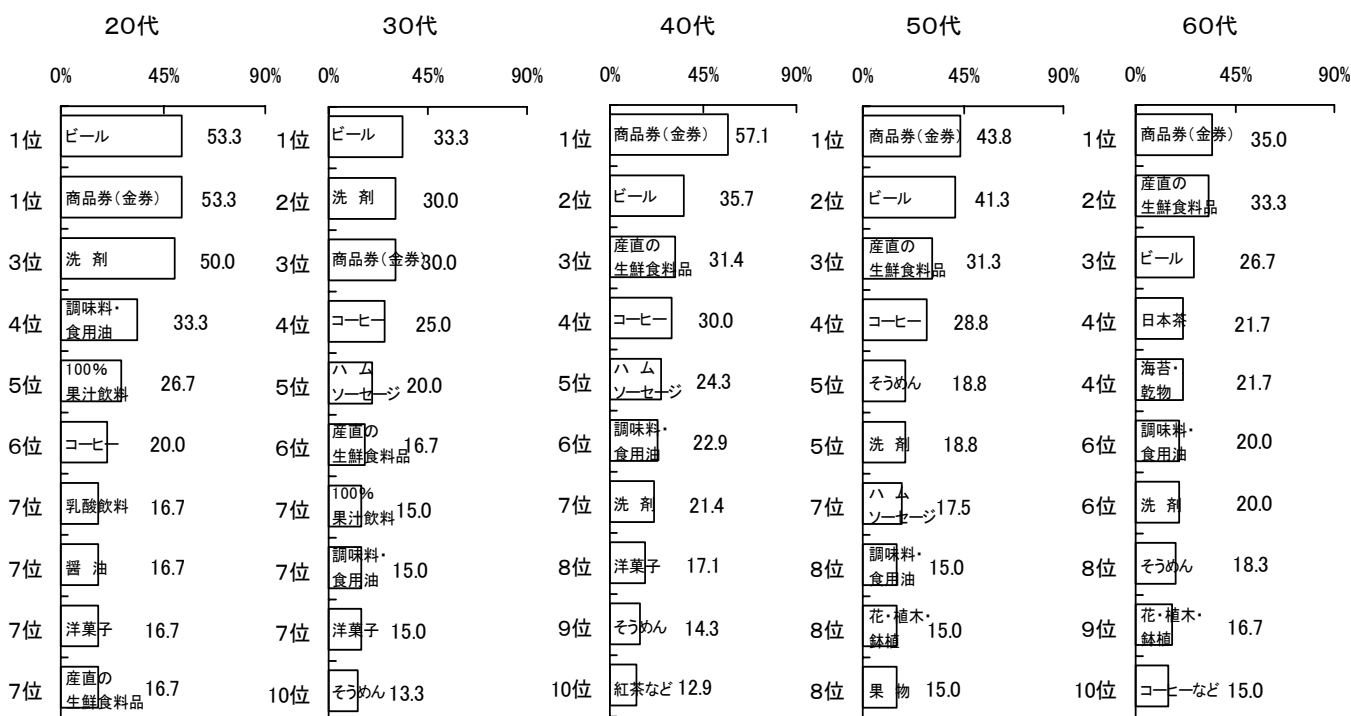 20代
0% 45% 90%
1位 ビール 53.3
1位 商品券(金券) 53.3
3位 洗 剤 50.0
4位 調味料・
食用油 33.3
5位 100%
果汁飲料 26.7
6位 コーヒー 20.0
7位 乳酸飲料 16.7
7位 醤 油 16.7
7位 洋菓子 16.7
7位 産直の
生鮮食料品 16.7
30代
0% 45% 90%
1位 ビール 33.3
2位 洗 剤 30.0
3位 商品券(金券) 30.0
4位 コーヒー 25.0
5位 ハ ム
ソーセージ 20.0
6位 産直の
生鮮食料品 16.7
7位 100%
果汁飲料 15.0
7位 調味料・
食用油 15.0
7位 洋菓子 15.0
10位 そうめん 13.3
40代
0% 45% 90%
1位 商品券(金券) 57.1
2位 ビール 35.7
3位 産直の
生鮮食料品 31.4
4位 コーヒー 30.0
5位 ハ ム
ソーセージ 24.3
6位 調味料・
食用油 22.9
7位 洗 剤 21.4
8位 洋菓子 17.1
9位 そうめん 14.3
10位 紅茶など 12.9
50代
0% 45% 90%
1位 商品券(金券) 43.8
2位 ビール 41.3
3位 産直の
生鮮食料品 31.3
4位 コーヒー 28.8
5位 そうめん 18.8
5位 洗 剤 18.8
7位 ハ ム
ソーセージ 17.5
8位 調味料・
食用油 15.0
8位 花・植木・
鉢植 15.0
8位 果 物 15.0
60代
0% 45% 90%
1位 商品券(金券) 35.0
2位 産直の
生鮮食料品 33.3
3位 ビール 26.7
4位 日本茶 21.7
4位 海苔・
乾物 21.7
6位 調味料・
食用油 20.0
6位 洗 剤 20.0
8位 そうめん 18.3
9位 花・植木・
鉢植 16.7
10位 コーヒーなど 15.0